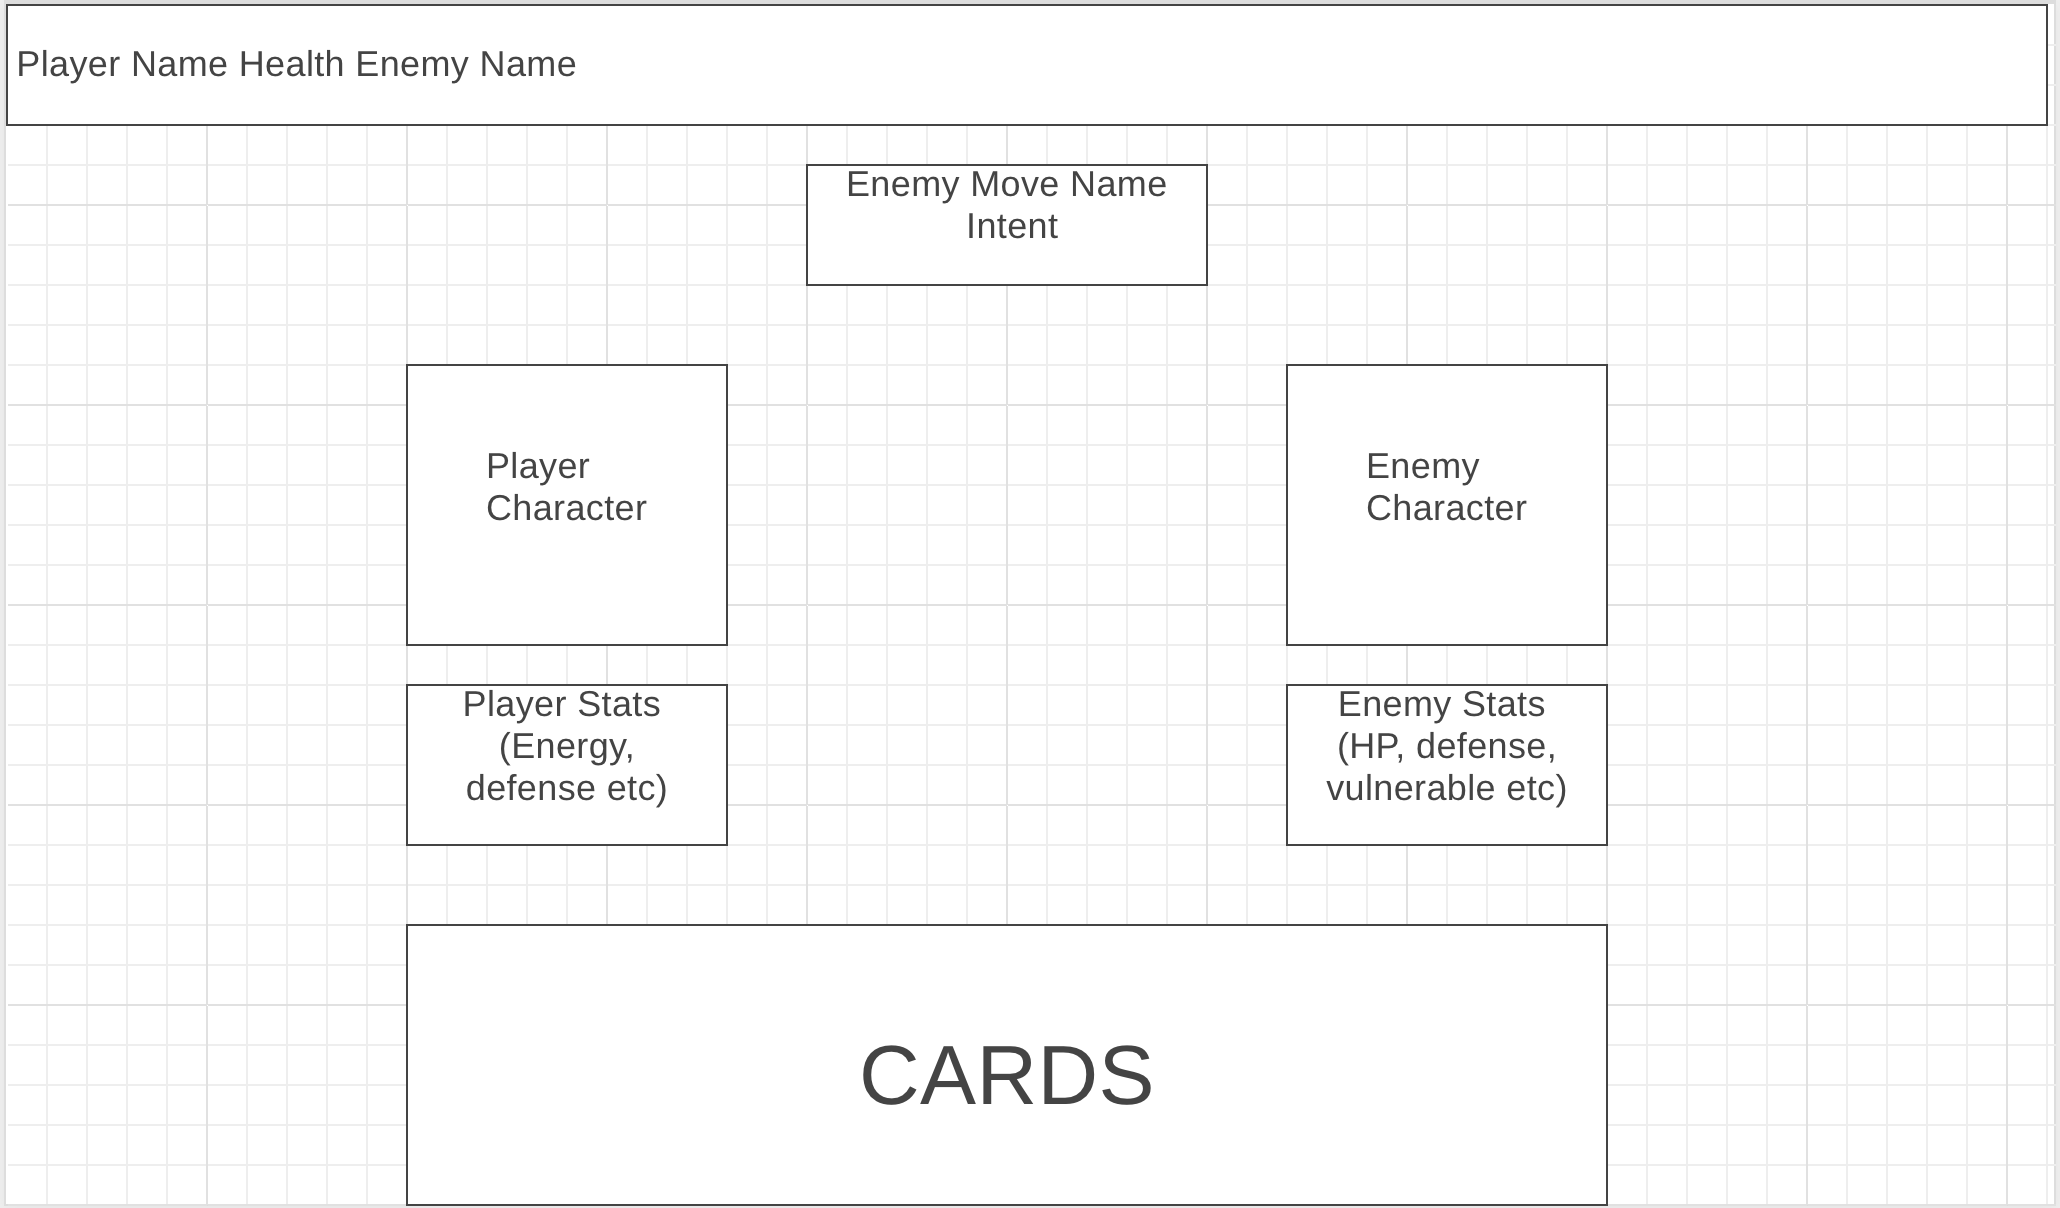 Player Name Health Enemy Name
Enemy Move Name
Intent
Player
Character
Enemy
Character
Player Stats
(Energy,
defense etc)
Enemy Stats
(HP, defense,
vulnerable etc)
CARDS